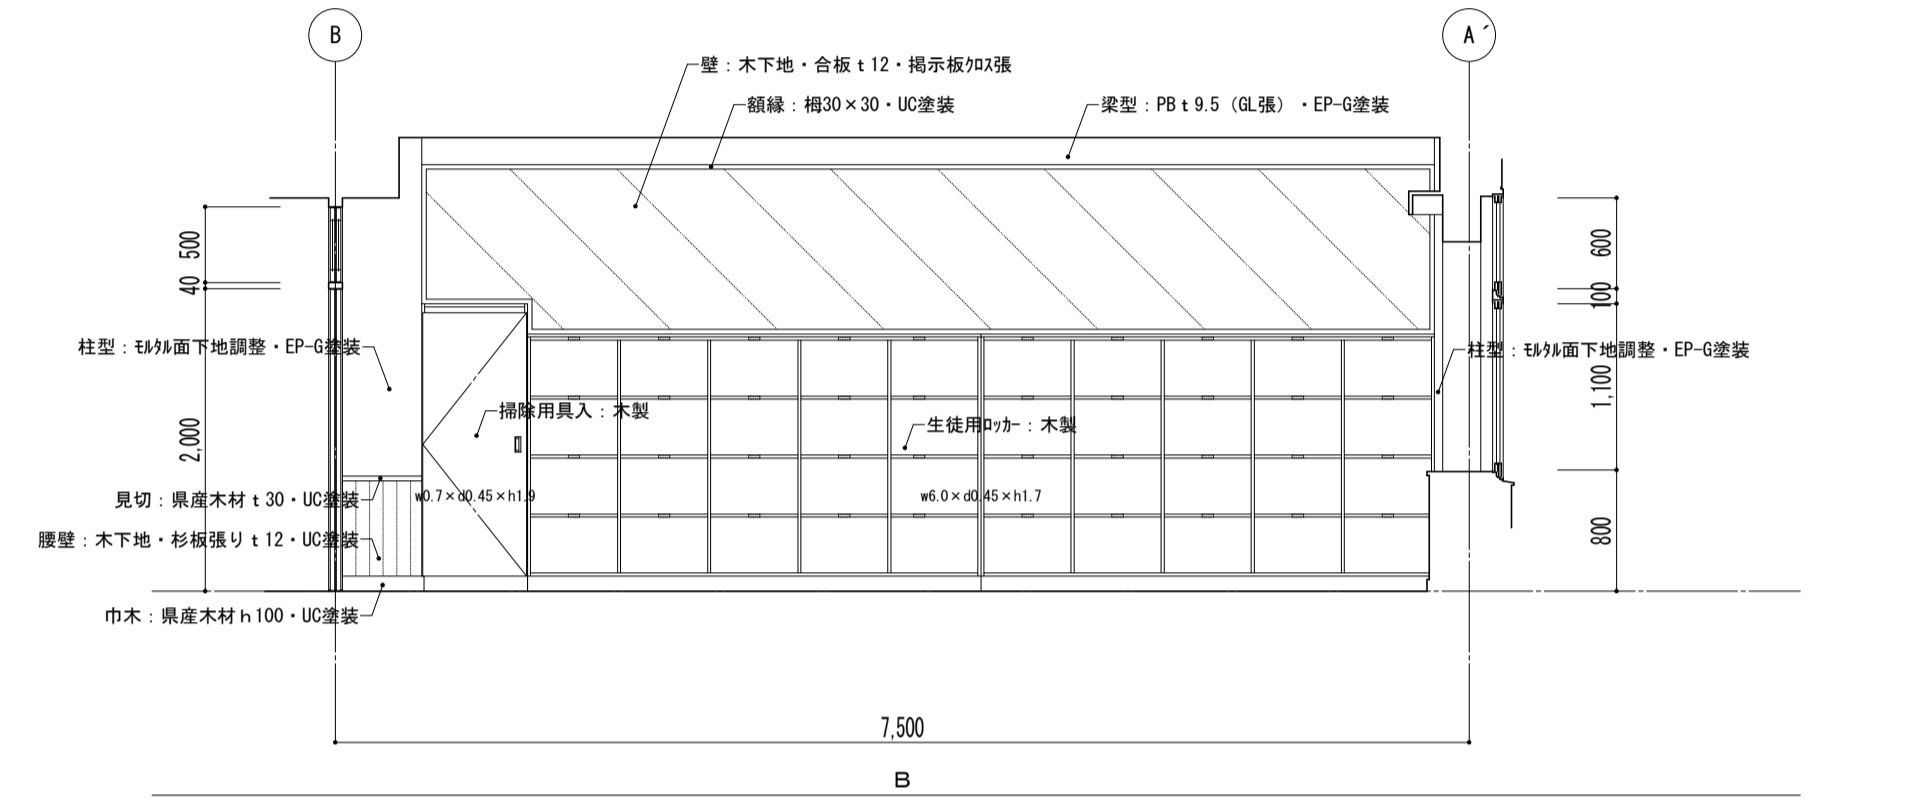 B
A´
壁：木下地・合板ｔ12・掲示板ｸﾛｽ張
額縁：栂30×30・UC塗装
梁型：PBｔ9.5（GL張）・EP-G塗装
500
40
2,000
600
100
1,100
800
柱型：ﾓﾙﾀﾙ面下地調整・EP-G塗装
柱型：ﾓﾙﾀﾙ面下地調整・EP-G塗装
掃除用具入：木製
生徒用ﾛｯｶｰ：木製
見切：県産木材ｔ30・UC塗装
w0.7×d0.45×h1.9
w6.0×d0.45×h1.7
腰壁：木下地・杉板張りｔ12・UC塗装
巾木：県産木材ｈ100・UC塗装
7,500
B